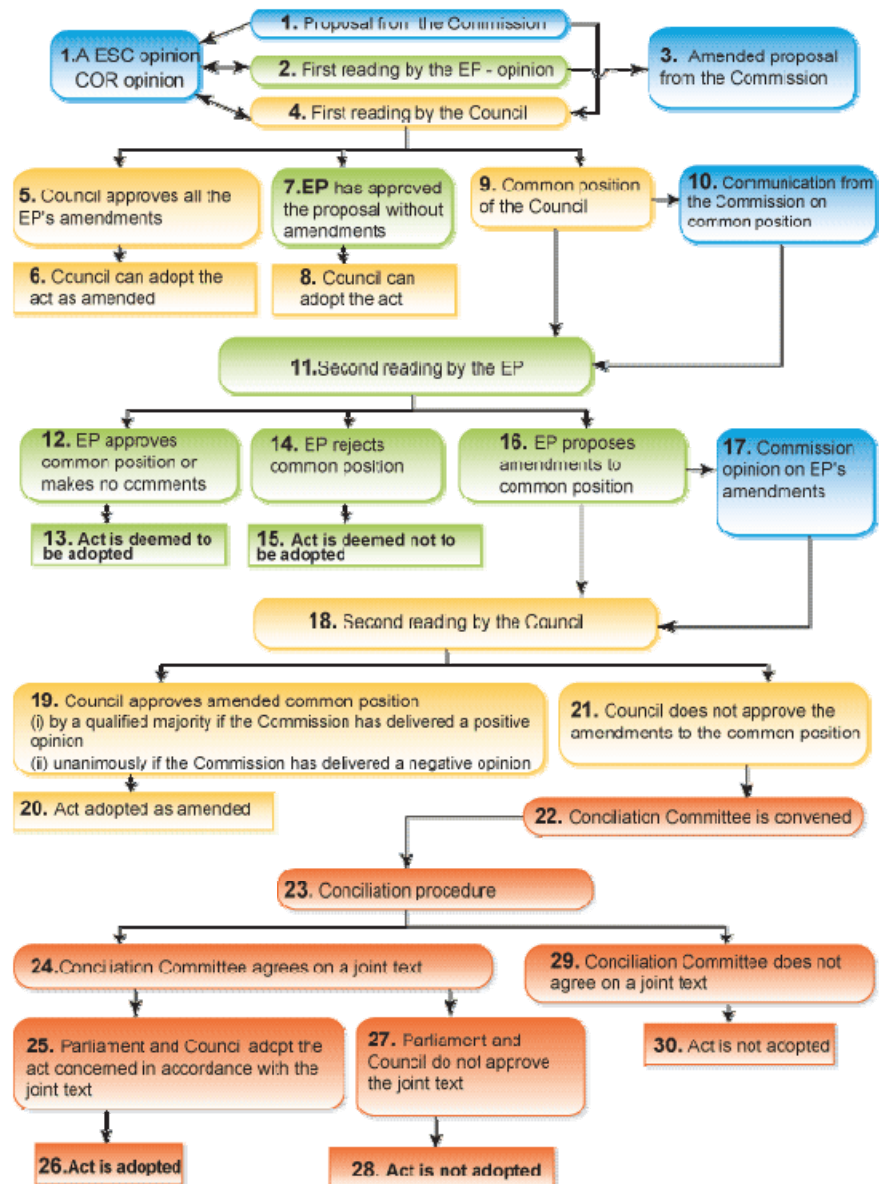 1. Proposal from the Commission
1.A ESC opinion
COR opinion
2. First reading by the EP - opinion
3. Amended proposal
from the Commission
4. First reading by the Council
5. Council approves all the
EP's amendments
6. Council can adopt the
act as amended
7.EP has approved
the proposal without
amendments
8. Council can
adopt the act
9. Common position
of the Council
10. Communication from
the Commission on
common position
11.Second reading by the EP
12. EP approves
common position or
makes no comments
13. Act is deemed to
be adopted
14. EP rejects
common position
15. Act is deemed not to
be adopted
16. EP proposes
amendments to
common position
17. Commission
opinion on EP's
amendments
18. Second reading by the Council
19. Council approves amended common position
(i) by a qualified majority if the Commission has delivered a positive
opinion
(ii) unanimously if the Commission has delivered a negative opinion
20. Act adopted as amended
21. Council does not approve the
amendments to the common position
22. Conciliation Committee is convened
23. Conciliation procedure
24.Conciliation Committee agrees on a joint text
25. Parliament and Council adopt the
act concerned in accordance with the
joint text
26.Act is adopted
27. Parliament and
Council do not approve
the joint text
28. Act is not adopted
29. Conciliation Committee does not
agree on a joint text
30. Act is not adopted